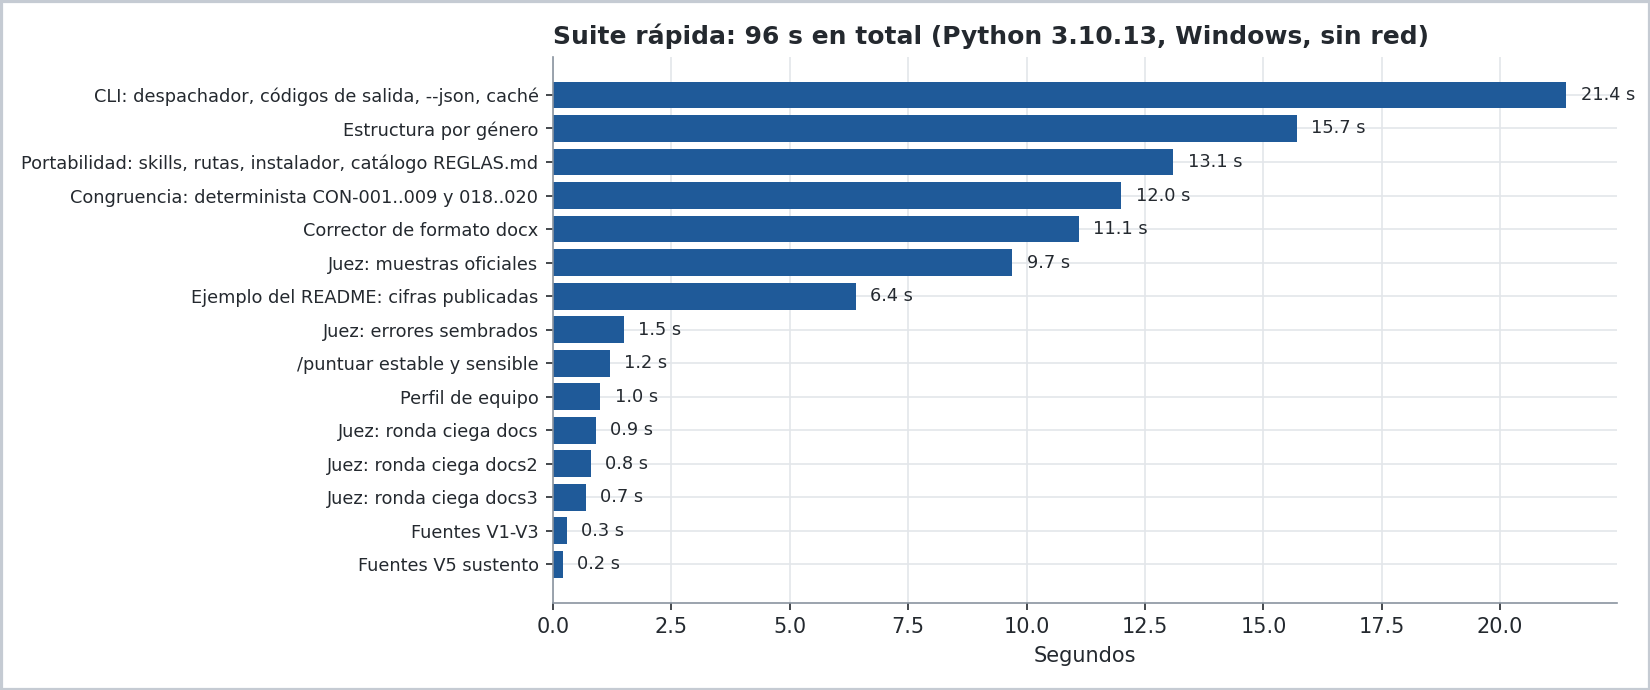 Suite rápida: 96 s en total (Python 3.10.13, Windows, sin red)
CLI: despachador, códigos de salida, --json, caché 21.4 s
Estructura por género 15.7 s
Portabilidad: skills, rutas, instalador, catálogo REGLAS.md 13.1 s
Congruencia: determinista CON-001..009 y 018..020 12.0 s
Corrector de formato docx 11.1 s
Juez: muestras oficiales 9.7 s
Ejemplo del README: cifras publicadas 6.4 s
Juez: errores sembrados 1.5 s
/puntuar estable y sensible 1.2 s
Perfil de equipo 1.0 s
Juez: ronda ciega docs 0.9 s
Juez: ronda ciega docs2 0.8 s
Juez: ronda ciega docs3 0.7 s
Fuentes V1-V3 0.3 s
Fuentes V5 sustento 0.2 s
0.0 2.5 5.0 7.5 10.0 12.5 15.0 17.5 20.0
Segundos